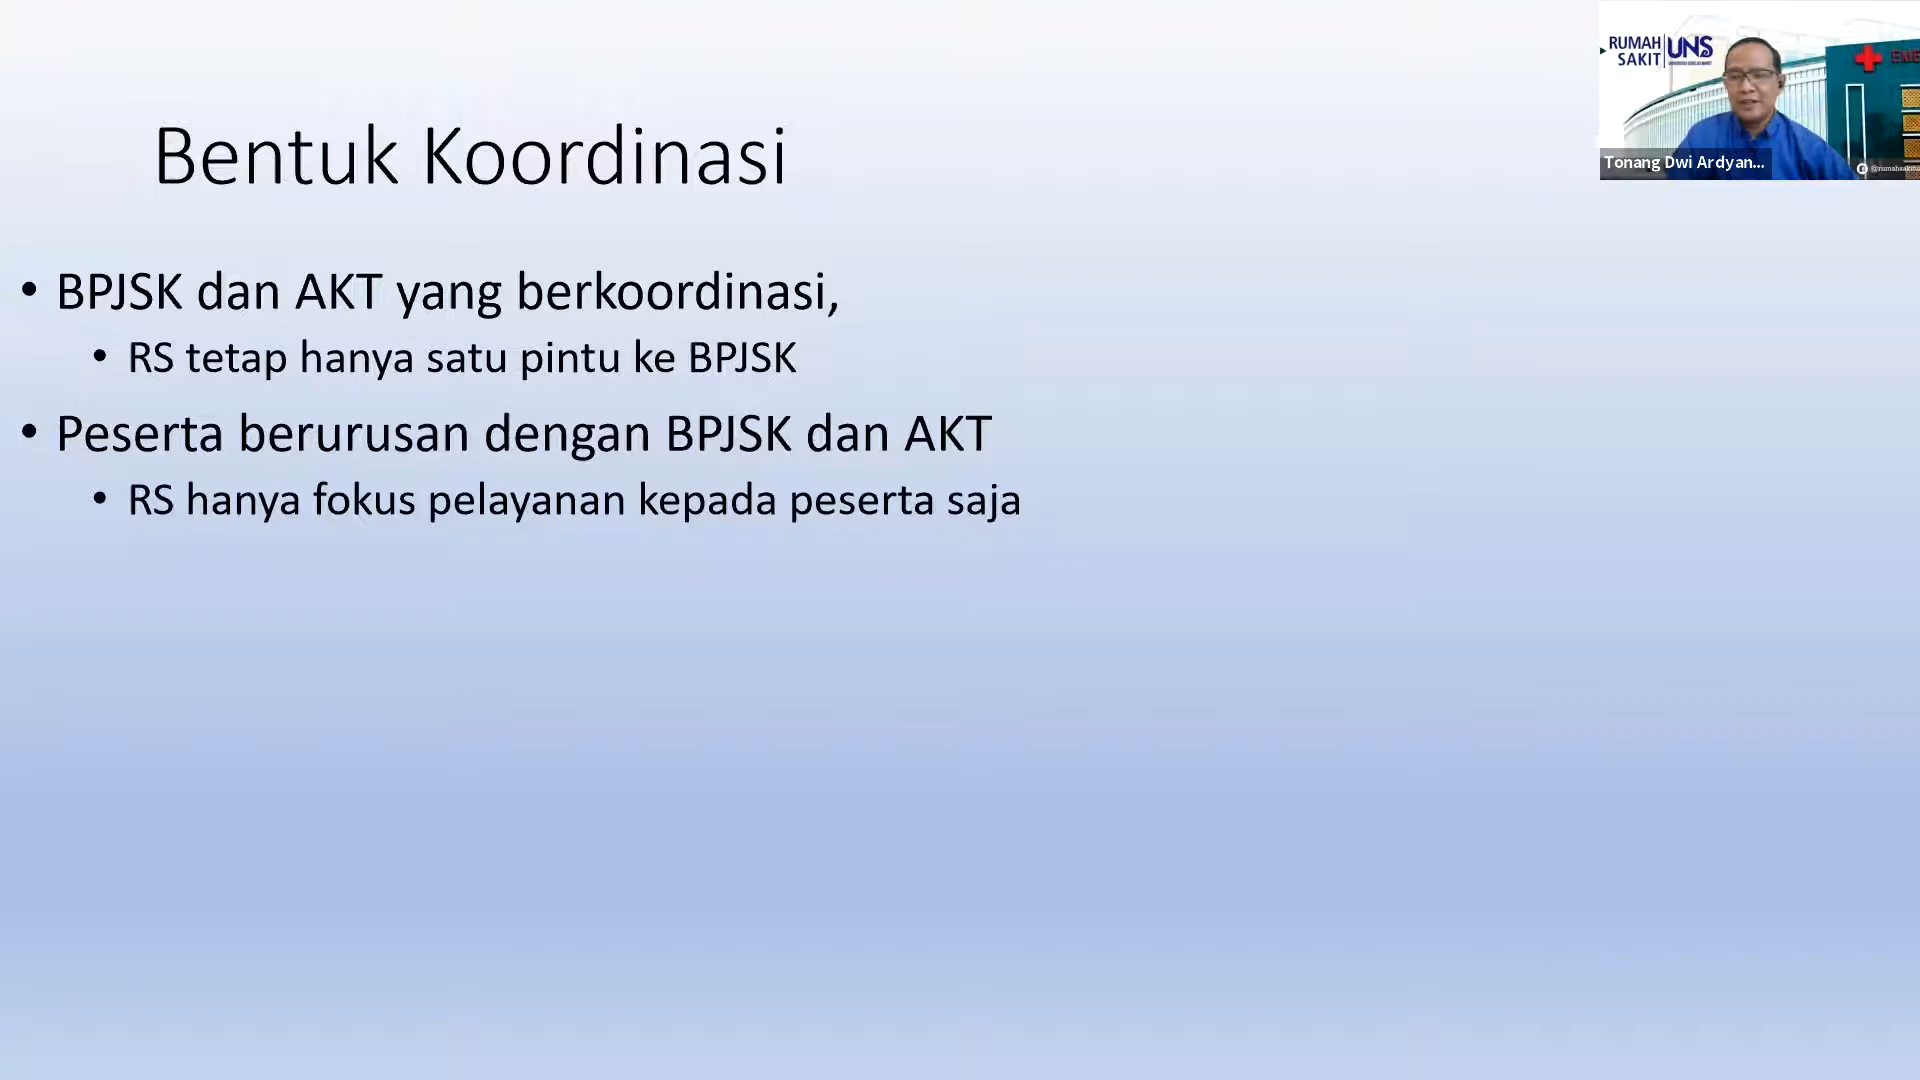 RUMAH
SAKIT
UNS
Bentuk Koordinasi
Tonang Dwi Ardyan...
• BPJSK dan AKT yang berkoordinasi,
• RS tetap hanya satu pintu ke BPJSK
• Peserta berurusan dengan BPJSK dan AKT
• RS hanya fokus pelayanan kepada peserta saja